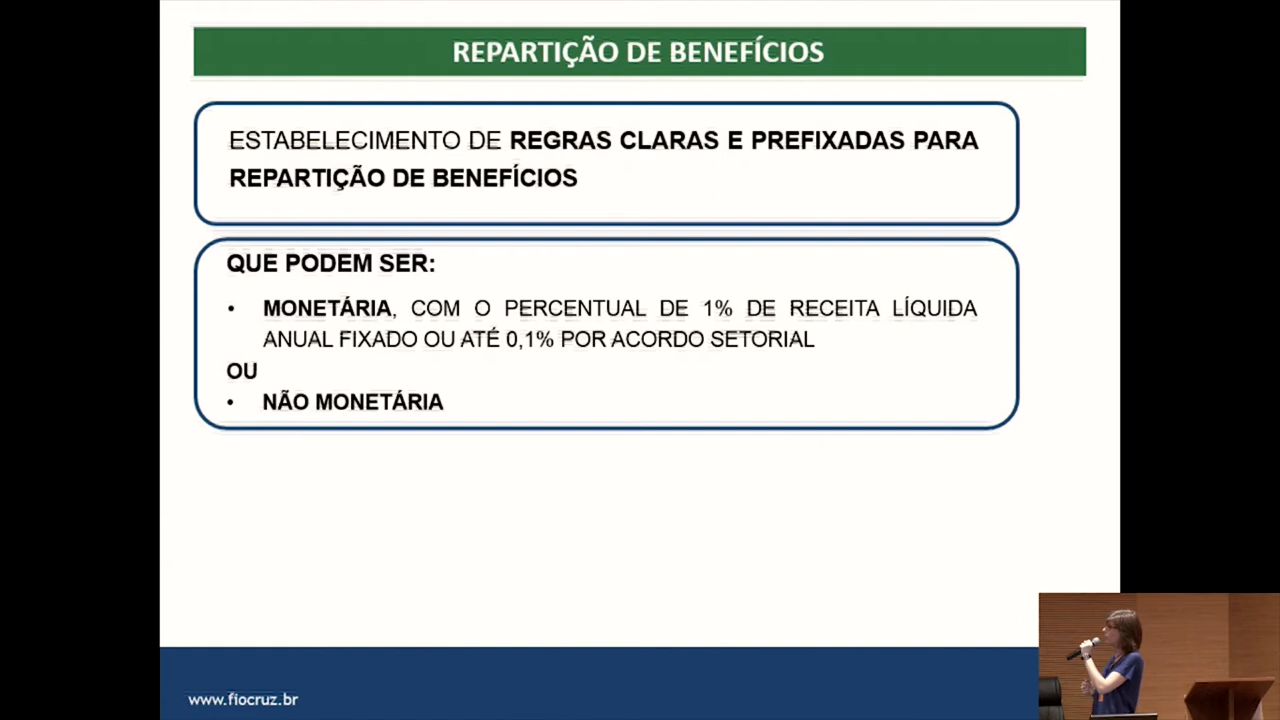 REPARTIÇÃO DE BENEFÍCIOS
ESTABELECIMENTO DE REGRAS CLARAS E PREFIXADAS PARA
REPARTIÇÃO DE BENEFÍCIOS
QUE PODEM SER:
• MONETÁRIA, COM O PERCENTUAL DE 1% DE RECEITA LÍQUIDA
ANUAL FIXADO OU ATÉ 0,1% POR ACORDO SETORIAL
OU
• NÃO MONETÁRIA
www.fiocruz.br